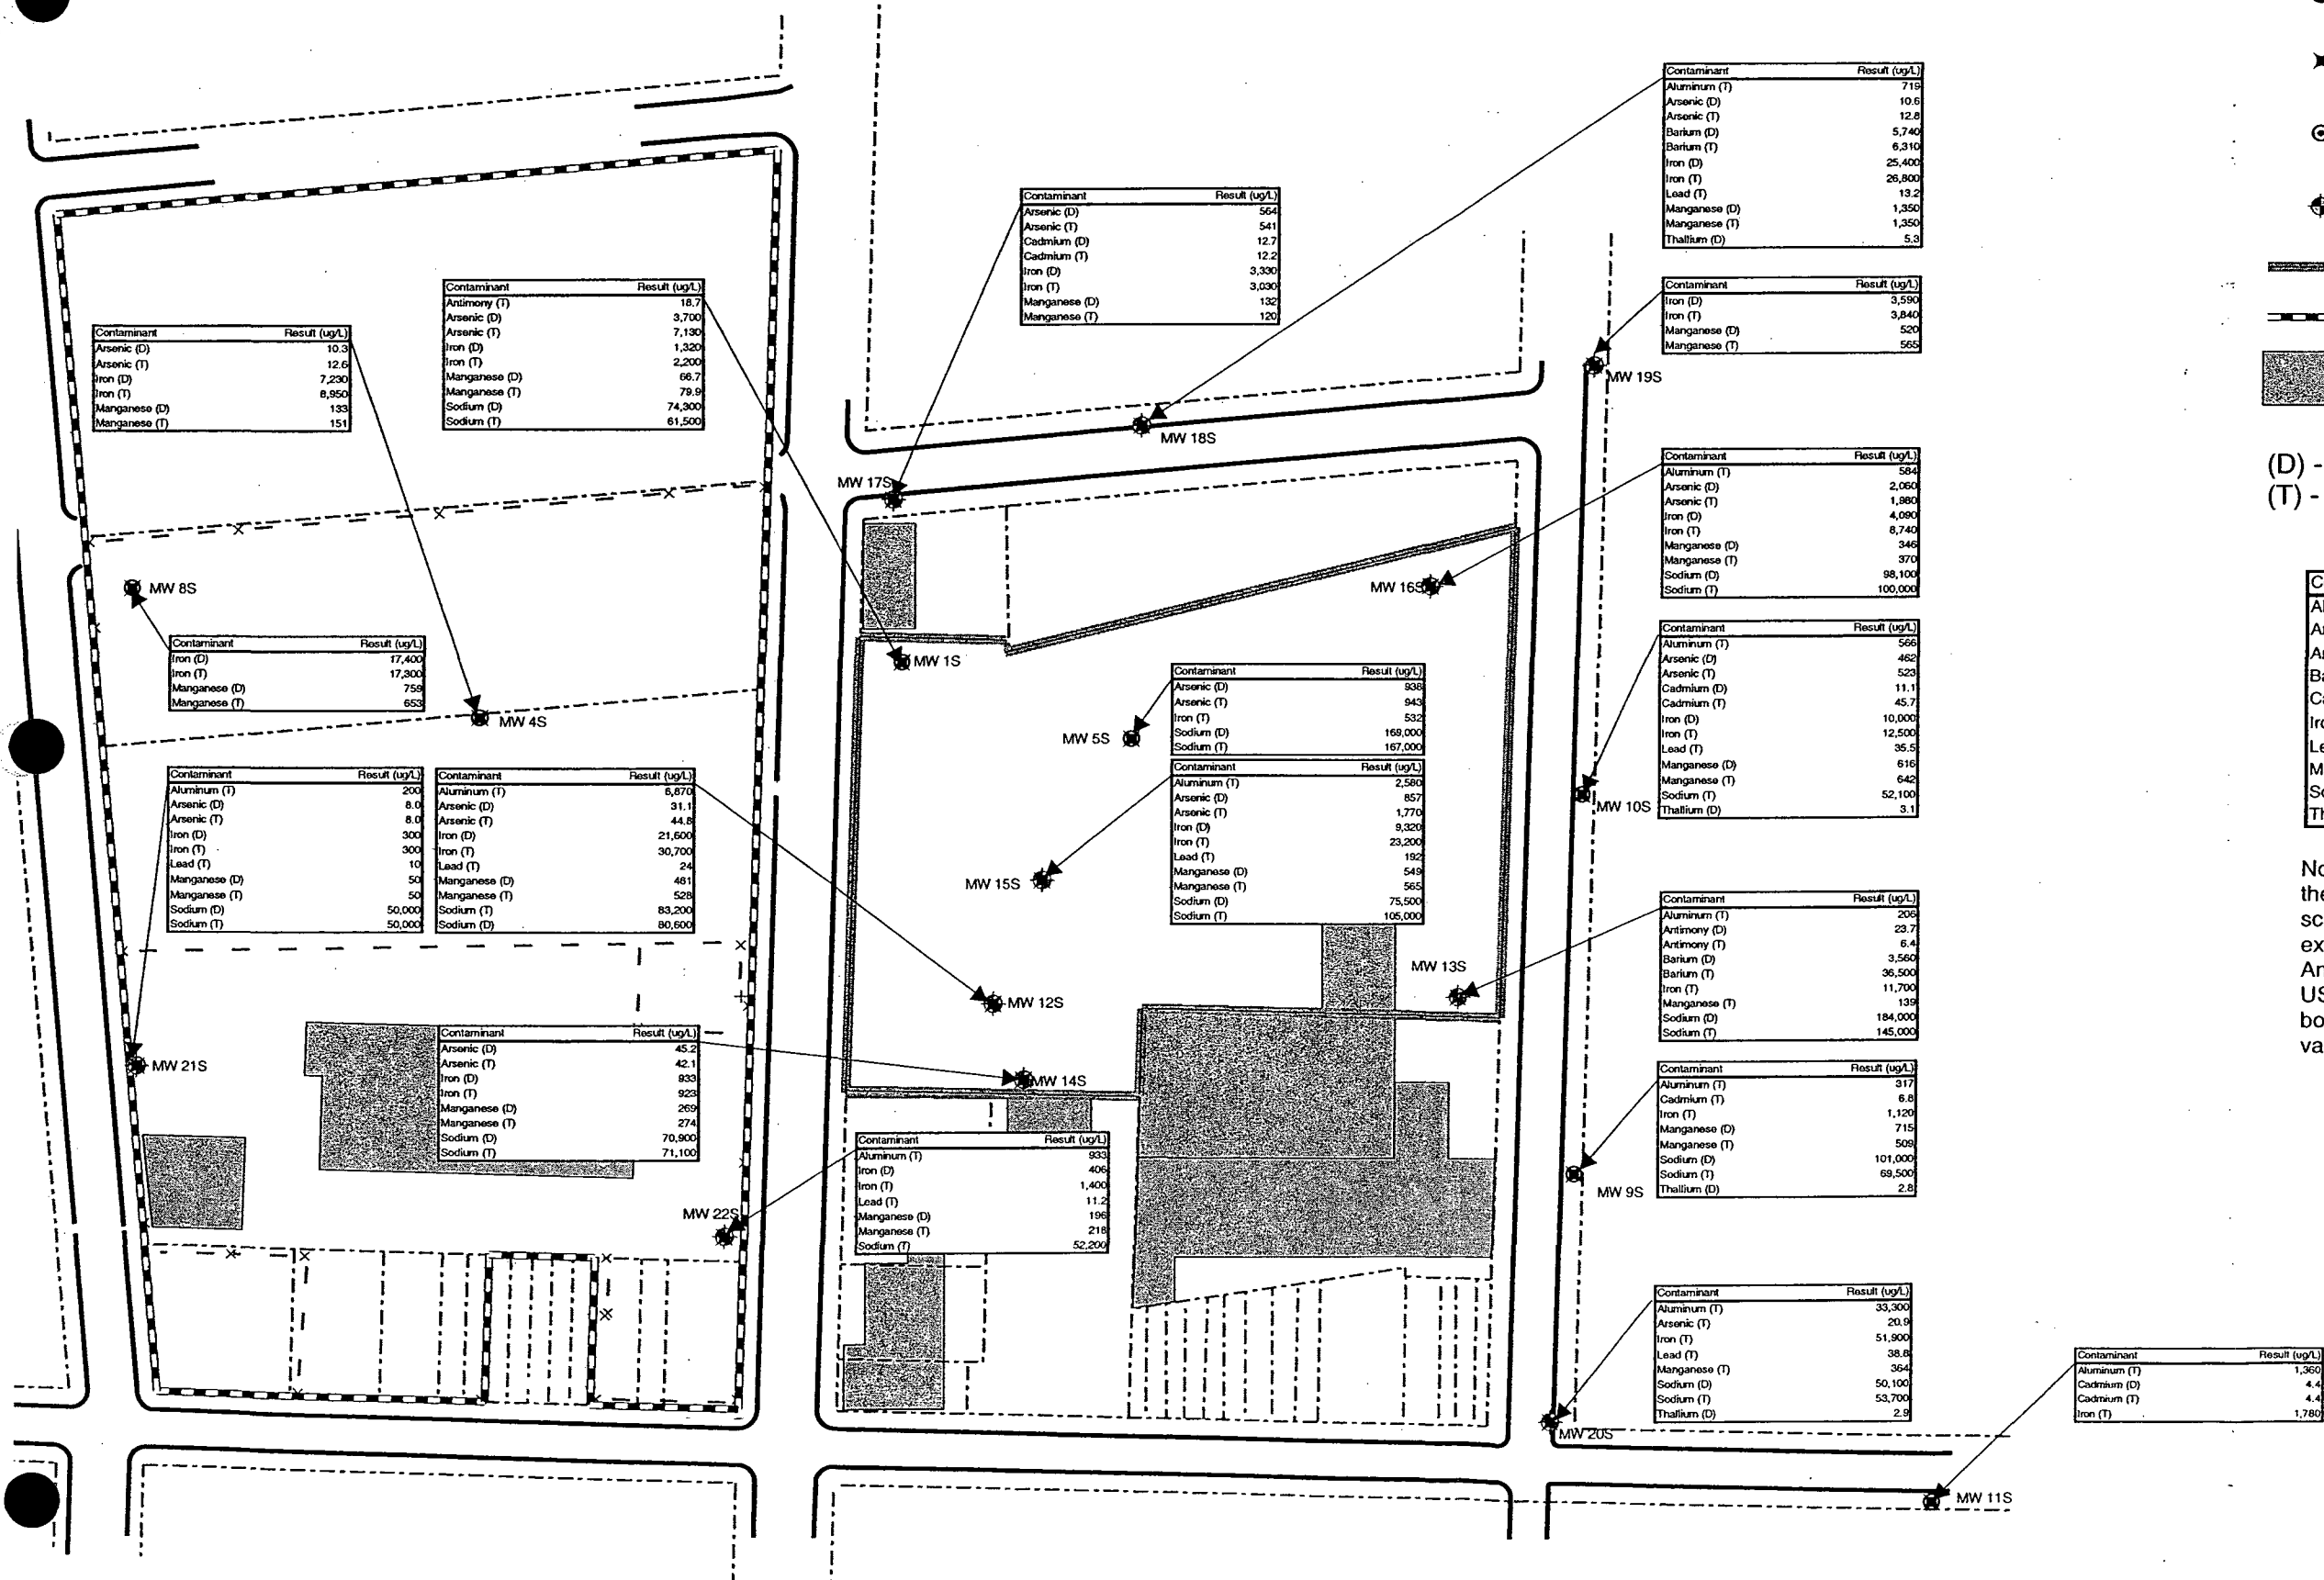 Contaminant Result (ug/L)
Aluminum (T) 719
Arsenic (D) 10.6
Arsenic (T) 12.8
Barium (D) 5,740
Barium (T) 6,310
Iron (D) 25,400
Iron (T) 26,800
Lead (T) 13.2
Manganese (D) 1,350
Manganese (T) 1,350
Thallium (D) 5.3
Contaminant Result (ug/L)
Arsenic (D) 564
Arsenic (T) 541
Cadmium (D) 12.7
Cadmium (T) 12.2
Iron (D) 3,330
Iron (T) 3,030
Manganese (D) 132
Manganese (T) 120
Contaminant Result (ug/L)
Antimony (T) 18.7
Arsenic (D) 3,700
Arsenic (T) 7,130
Iron (D) 1,320
Iron (T) 2,200
Manganese (D) 66.7
Manganese (T) 79.9
Sodium (D) 74,300
Sodium (T) 61,500
Contaminant Result (ug/L)
Arsenic (D) 10.3
Arsenic (T) 12.6
Iron (D) 7,230
Iron (T) 8,950
Manganese (D) 133
Manganese (T) 151
Contaminant Result (ug/L)
Iron (D) 3,590
Iron (T) 3,840
Manganese (D) 520
Manganese (T) 565
MW 19S
MW 18S
MW 17S
Contaminant Result (ug/L)
Aluminum (T) 584
Arsenic (D) 2,060
Arsenic (T) 1,980
Iron (D) 4,090
Iron (T) 8,740
Manganese (D) 346
Manganese (T) 370
Sodium (D) 98,100
Sodium (T) 100,000
(D) -
(T) -
MW 8S
MW 16S
Contaminant Result (ug/L)
Iron (D) 17,400
Iron (T) 17,300
Manganese (D) 759
Manganese (T) 653
MW 1S
MW 4S
MW 5S
Contaminant Result (ug/L)
Arsenic (D) 938
Arsenic (T) 943
Iron (T) 532
Sodium (D) 169,000
Sodium (T) 167,000
Contaminant Result (ug/L)
Aluminum (T) 566
Arsenic (D) 462
Arsenic (T) 523
Cadmium (D) 11.1
Cadmium (T) 45.7
Iron (D) 10,000
Iron (T) 12,500
Lead (T) 35.5
Manganese (D) 616
Manganese (T) 642
Sodium (T) 52,100
Thallium (D) 3.1
MW 10S
Contaminant Result (ug/L)
Aluminum (T) 200
Arsenic (D) 8.0
Arsenic (T) 8.0
Iron (D) 300
Iron (T) 300
Lead (T) 10
Manganese (D) 50
Manganese (T) 50
Sodium (D) 50,000
Sodium (T) 50,000
Contaminant Result (ug/L)
Aluminum (T) 6,870
Arsenic (D) 31.1
Arsenic (T) 44.8
Iron (D) 21,600
Iron (T) 30,700
Lead (T) 24
Manganese (D) 481
Manganese (T) 528
Sodium (T) 83,200
Sodium (D) 80,600
Contaminant Result (ug/L)
Aluminum (T) 2,580
Arsenic (D) 857
Arsenic (T) 1,770
Iron (D) 9,320
Iron (T) 23,200
Lead (T) 192
Manganese (D) 549
Manganese (T) 565
Sodium (D) 75,500
Sodium (T) 105,000
MW 15S
Contaminant Result (ug/L)
Aluminum (T) 206
Antimony (D) 23.7
Antimony (T) 6.4
Barium (D) 3,560
Barium (T) 36,500
Iron (T) 11,700
Manganese (T) 139
Sodium (D) 184,000
Sodium (T) 145,000
MW 13S
MW 12S
MW 21S
Contaminant Result (ug/L)
Arsenic (D) 45.2
Arsenic (T) 42.1
Iron (D) 933
Iron (T) 923
Manganese (D) 269
Manganese (T) 274
Sodium (D) 70,900
Sodium (T) 71,100
MW 14S
Contaminant Result (ug/L)
Aluminum (T) 317
Cadmium (T) 6.8
Iron (T) 1,120
Manganese (D) 715
Manganese (T) 509
Sodium (D) 101,000
Sodium (T) 69,500
Thallium (D) 2.8
MW 9S
Contaminant Result (ug/L)
Aluminum (T) 933
Iron (D) 406
Iron (T) 1,400
Lead (T) 11.2
Manganese (D) 196
Manganese (T) 218
Sodium (T) 52,200
MW 22S
Contaminant Result (ug/L)
Aluminum (T) 33,300
Arsenic (T) 20.9
Iron (T) 51,900
Lead (T) 38.8
Manganese (T) 364
Sodium (D) 50,100
Sodium (T) 53,700
Thallium (D) 2.9
MW 20S
Contaminant Result (ug/L)
Aluminum (T) 1,360
Cadmium (D) 4.4
Cadmium (T) 4.4
Iron (T) 1,780
MW 11S